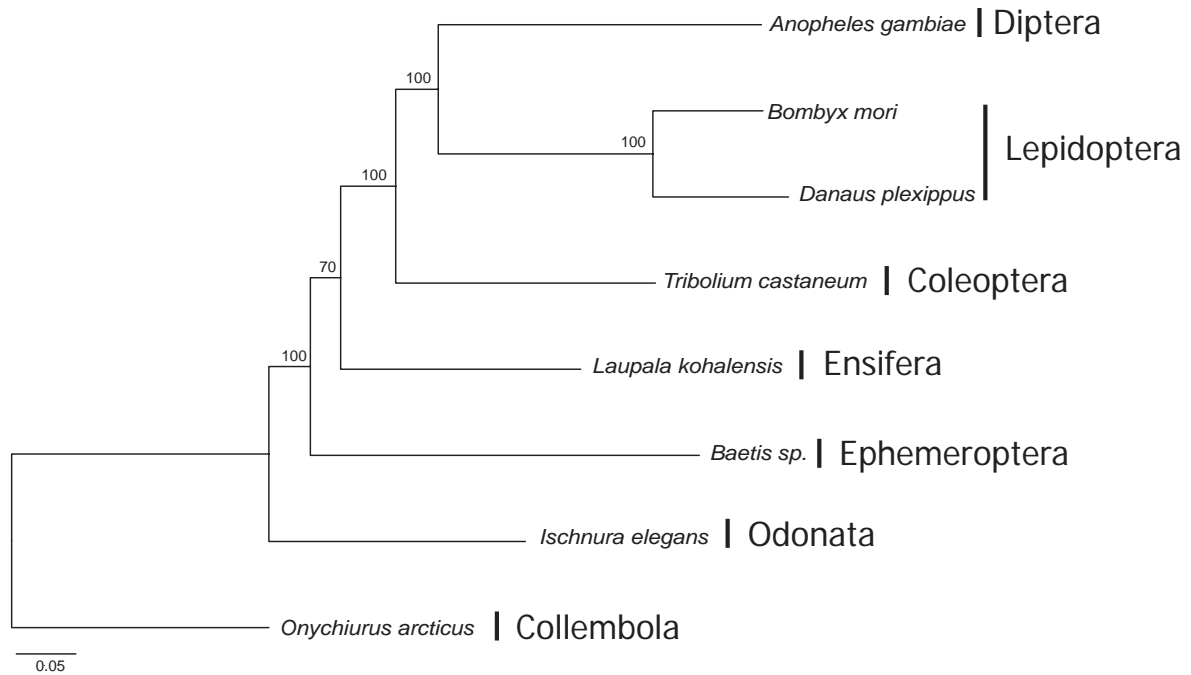 Anopheles gambiae Diptera
100
Bombyx mori
100
Lepidoptera
100
Danaus plexippus
70
Tribolium castaneum Coleoptera
100
Laupala kohalensis Ensifera
Baetis sp. Ephemeroptera
Ischnura elegans Odonata
Onychiurus arcticus Collembola
0.05